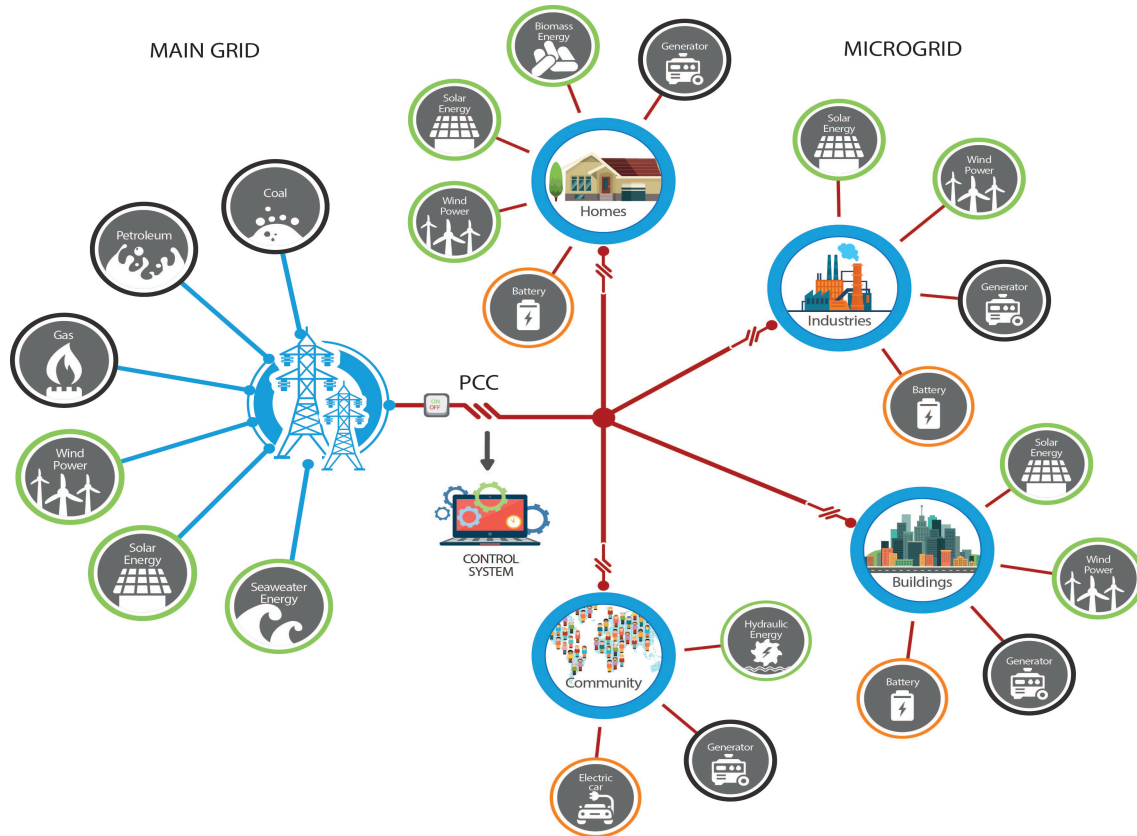 MAIN GRID
MICROGRID
Coal
Petroleum
Gas
Wind
Power
Solar
Energy
Seaweater
Energy
ON
OFF
PCC
CONTROL
SYSTEM
Biomass
Energy
Generator
Solar
Energy
Wind
Power
Battery
Homes
Solar
Energy
Wind
Power
Generator
Battery
Industries
Solar
Energy
Wind
Power
Generator
Battery
Buildings
Hydraulic
Energy
Generator
Electric
car
Community